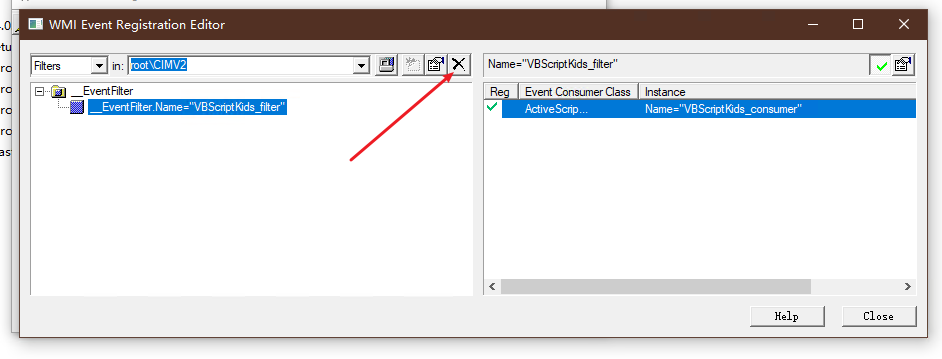 WMI Event Registration Editor
Filters in: root\CIMV2
Name="VBScriptKids_filter"
__EventFilter
__EventFilter.Name="VBScriptKids_filter"
Reg Event Consumer Class Instance
ActiveScrip... Name="VBScriptKids_consumer"
Help Close